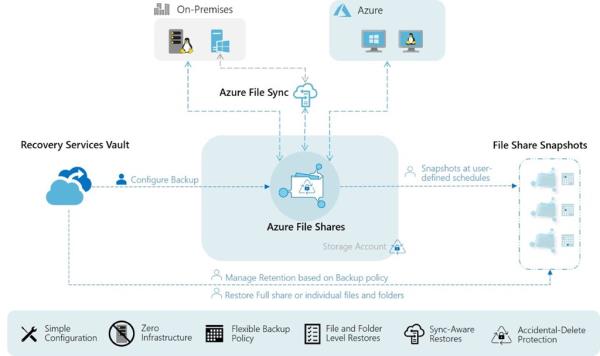 On-Premises
Azure
Azure File Sync
Recovery Services Vault
File Share Snapshots
Configure Backup
Snapshots at user-
defined schedules
Azure File Shares
Storage Account
Manage Retention based on Backup policy
Restore Full share or individual files and folders
Simple
Configuration
Zero
Infrastructure
Flexible Backup
Policy
File and Folder
Level Restores
Sync-Aware
Restores
Accidental-Delete
Protection